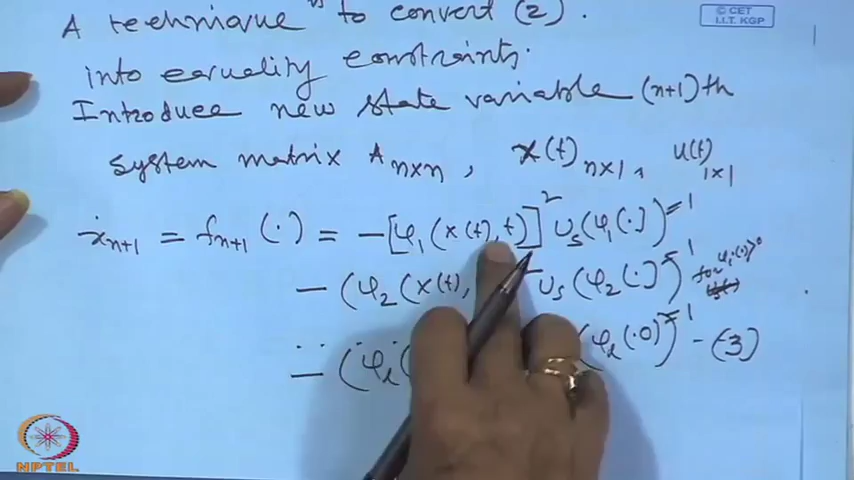 A technique to convert (2).
© CET
I.I.T. KGP
into equality constraints.
Introduce new state variable (n+1)th
system matrix A n×n , x(t) n×1 , u(t) 1×1
ẋn+1 = fn+1 (·) = −[φ1 (x(t), t)]² Us(φ1(·)) = 1
− (φ2 (x(t), Us (φ2(·)) = 1 for φi(·)>0
− (φl ( (φl(·0) = 1 − (3)
NPTEL